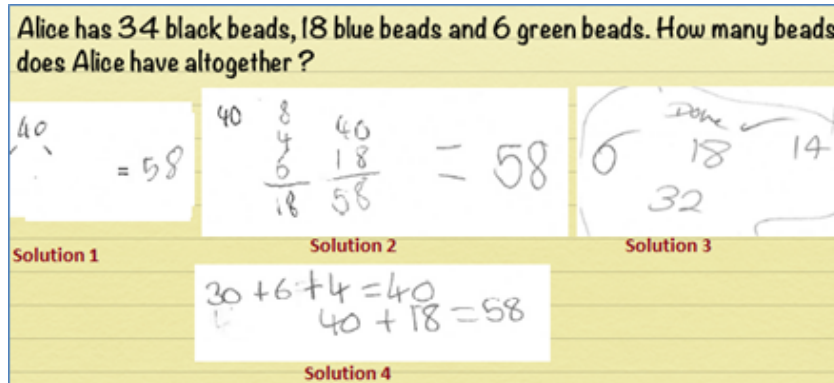 Alice has 34 black beads, 18 blue beads and 6 green beads. How many beads
does Alice have altogether ?
40
= 58
Solution 1
40 8
4 40
6 18
18 58
= 58
Solution 2
Done
6 18 14
32
Solution 3
30 + 6 + 4 = 40
40 + 18 = 58
Solution 4